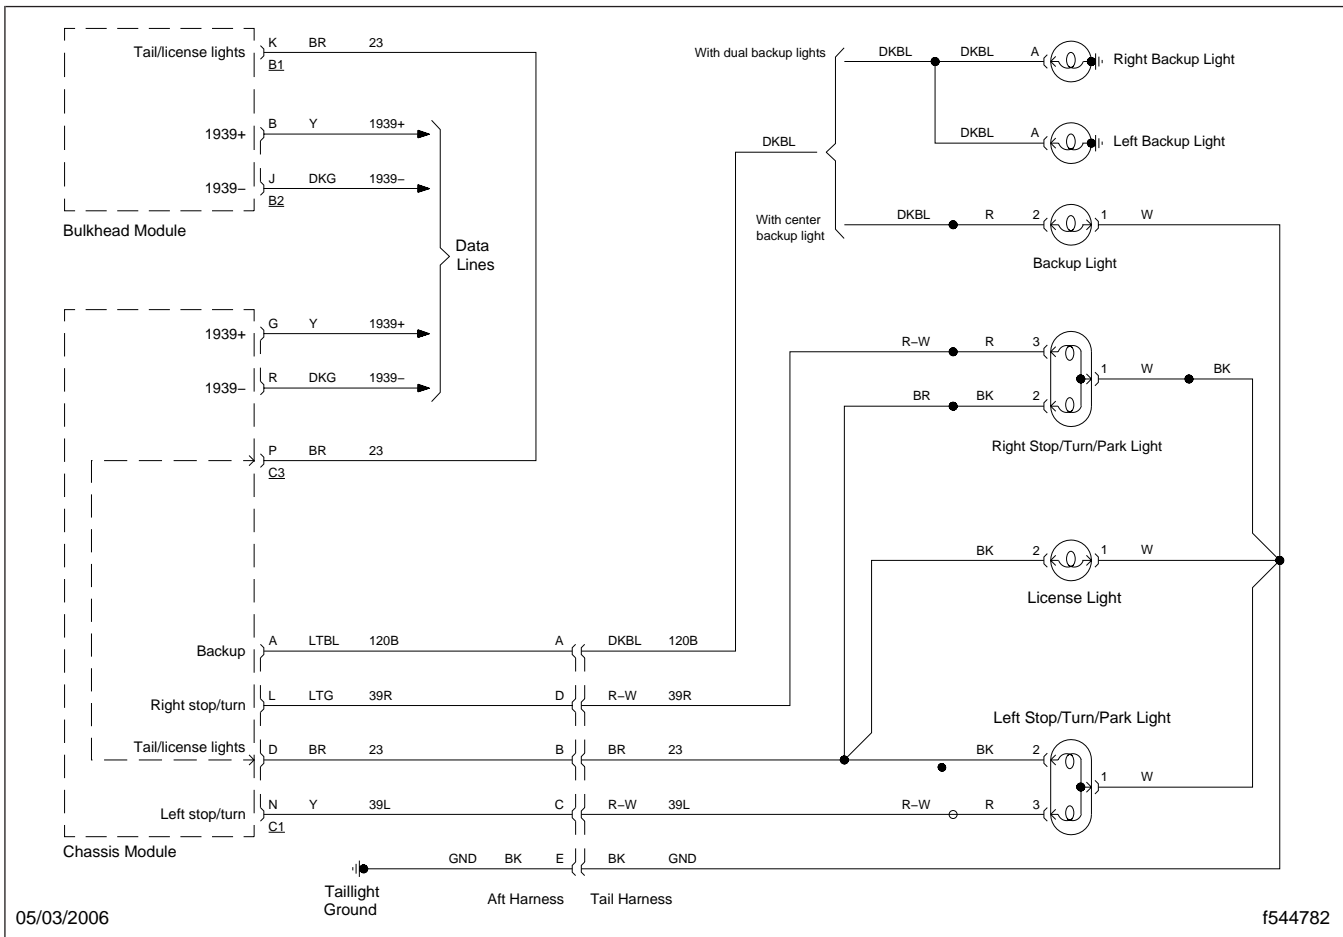 Tail/license lights K BR 23
B1
1939+ B Y 1939+
1939– J DKG 1939–
B2
Bulkhead Module
Data
Lines
1939+ G Y 1939+
1939– R DKG 1939–
P BR 23
C3
With dual backup lights DKBL DKBL A Right Backup Light
DKBL
DKBL A Left Backup Light
With center
backup light
DKBL R 2 1 W
Backup Light
R–W R 3
1 W BK
BR BK 2
Right Stop/Turn/Park Light
BK 2 1 W
License Light
Backup A LTBL 120B A DKBL 120B
Right stop/turn L LTG 39R D R–W 39R
Left Stop/Turn/Park Light
Tail/license lights D BR 23 B BR 23 BK 2
1 W
Left stop/turn N Y 39L C R–W 39L R–W R 3
C1
Chassis Module
GND BK E BK GND
Taillight
Ground
Aft Harness Tail Harness
05/03/2006 f544782